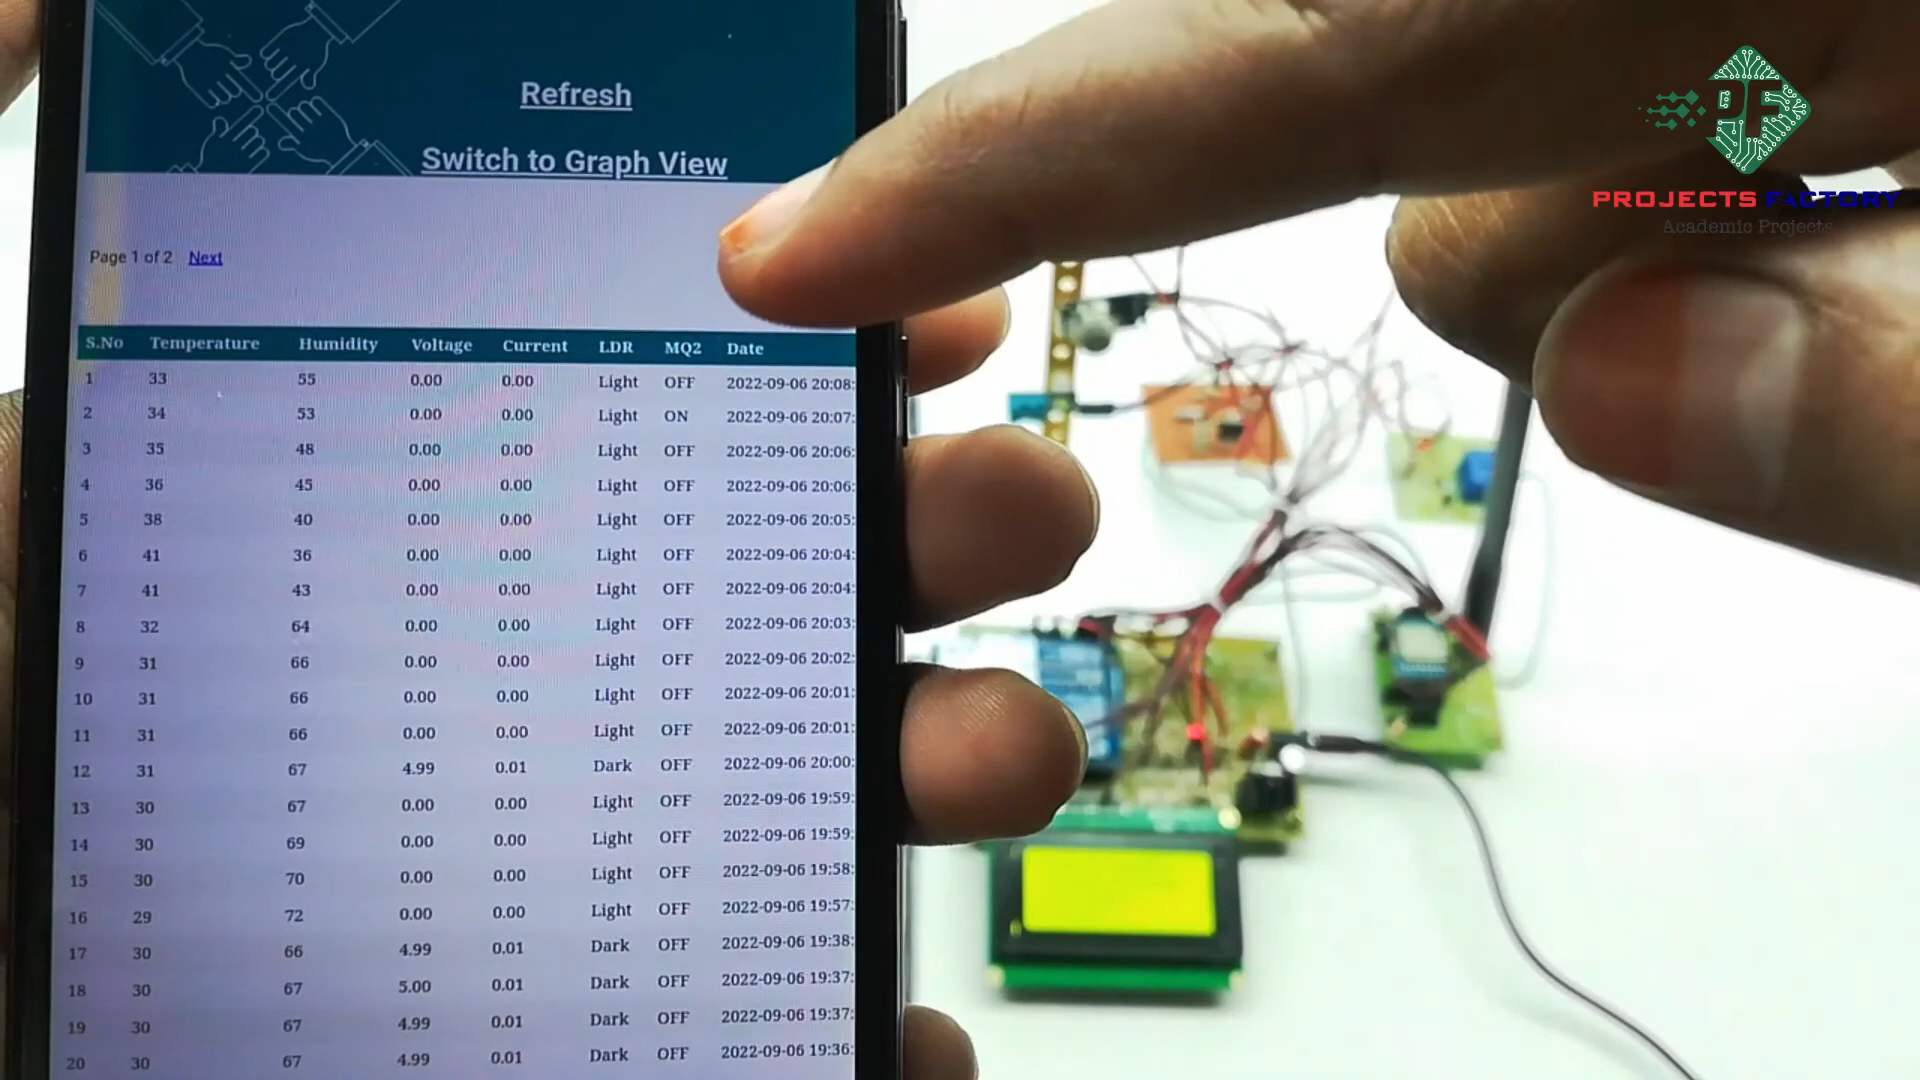 Refresh
Switch to Graph View
Page 1 of 2 Next
S.No Temperature Humidity Voltage Current LDR MQ2 Date
1 33 55 0.00 0.00 Light OFF 2022-09-06 20:08:
2 34 53 0.00 0.00 Light ON 2022-09-06 20:07:
3 35 48 0.00 0.00 Light OFF 2022-09-06 20:06:
4 36 45 0.00 0.00 Light OFF 2022-09-06 20:06:
5 38 40 0.00 0.00 Light OFF 2022-09-06 20:05:
6 41 36 0.00 0.00 Light OFF 2022-09-06 20:04:
7 41 43 0.00 0.00 Light OFF 2022-09-06 20:04:
8 32 64 0.00 0.00 Light OFF 2022-09-06 20:03:
9 31 66 0.00 0.00 Light OFF 2022-09-06 20:02:
10 31 66 0.00 0.00 Light OFF 2022-09-06 20:01:
11 31 66 0.00 0.00 Light OFF 2022-09-06 20:01:
12 31 67 4.99 0.01 Dark OFF 2022-09-06 20:00:
13 30 67 0.00 0.00 Light OFF 2022-09-06 19:59:
14 30 69 0.00 0.00 Light OFF 2022-09-06 19:59:
15 30 70 0.00 0.00 Light OFF 2022-09-06 19:58:
16 29 72 0.00 0.00 Light OFF 2022-09-06 19:57:
17 30 66 4.99 0.01 Dark OFF 2022-09-06 19:38:
18 30 67 5.00 0.01 Dark OFF 2022-09-06 19:37:
19 30 67 4.99 0.01 Dark OFF 2022-09-06 19:37:
20 30 67 4.99 0.01 Dark OFF 2022-09-06 19:36:
PF
PROJECTS FACTORY
Academic Projects